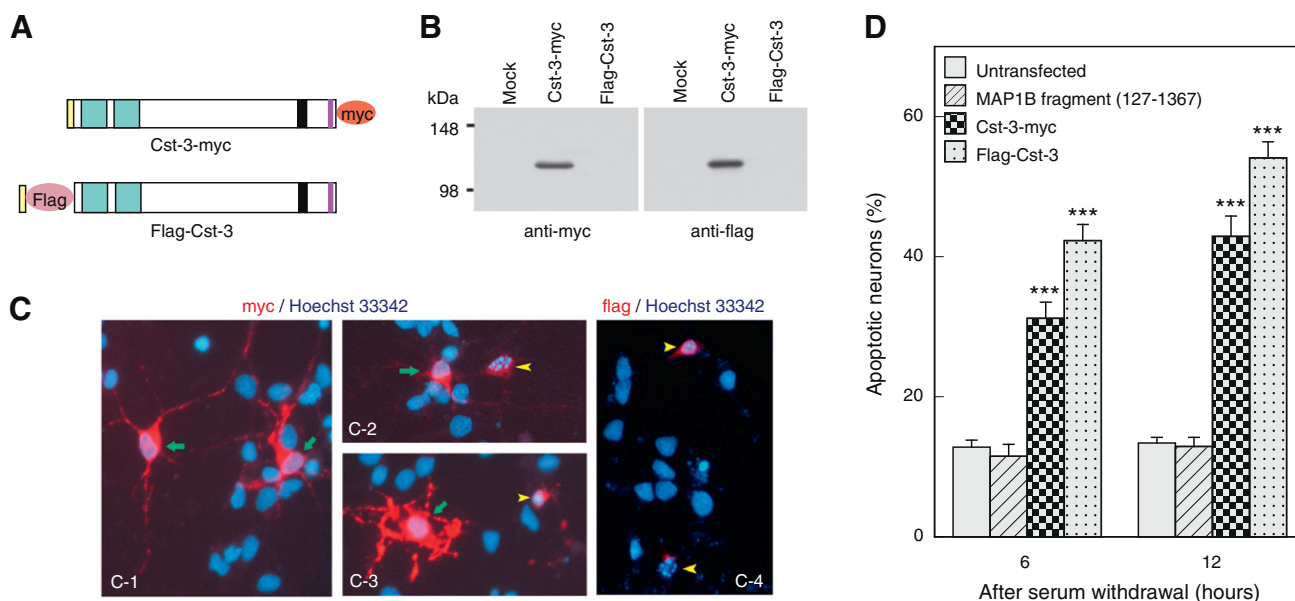 A
myc
Cst-3-myc
Flag
Flag-Cst-3
B
Mock
Cst-3-myc
Flag-Cst-3
Mock
Cst-3-myc
Flag-Cst-3
kDa
148
98
anti-myc
anti-flag
C
myc / Hoechst 33342
flag / Hoechst 33342
C-1
C-2
C-3
C-4
D
Untransfected
MAP1B fragment (127-1367)
Cst-3-myc
Flag-Cst-3
Apoptotic neurons (%)
60
40
20
0
***
***
***
***
6
12
After serum withdrawal (hours)